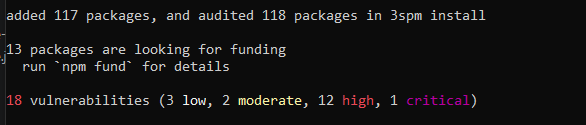 added 117 packages, and audited 118 packages in 3spm install
13 packages are looking for funding
run `npm fund` for details
18 vulnerabilities (3 low, 2 moderate, 12 high, 1 critical)